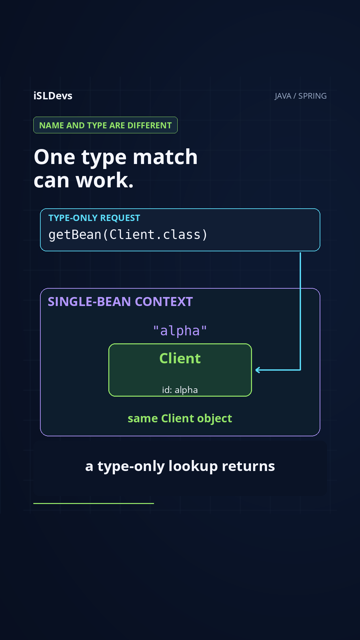 iSLDevs
JAVA / SPRING
NAME AND TYPE ARE DIFFERENT
One type match
can work.
TYPE-ONLY REQUEST
getBean(Client.class)
SINGLE-BEAN CONTEXT
"alpha"
Client
id: alpha
same Client object
a type-only lookup returns